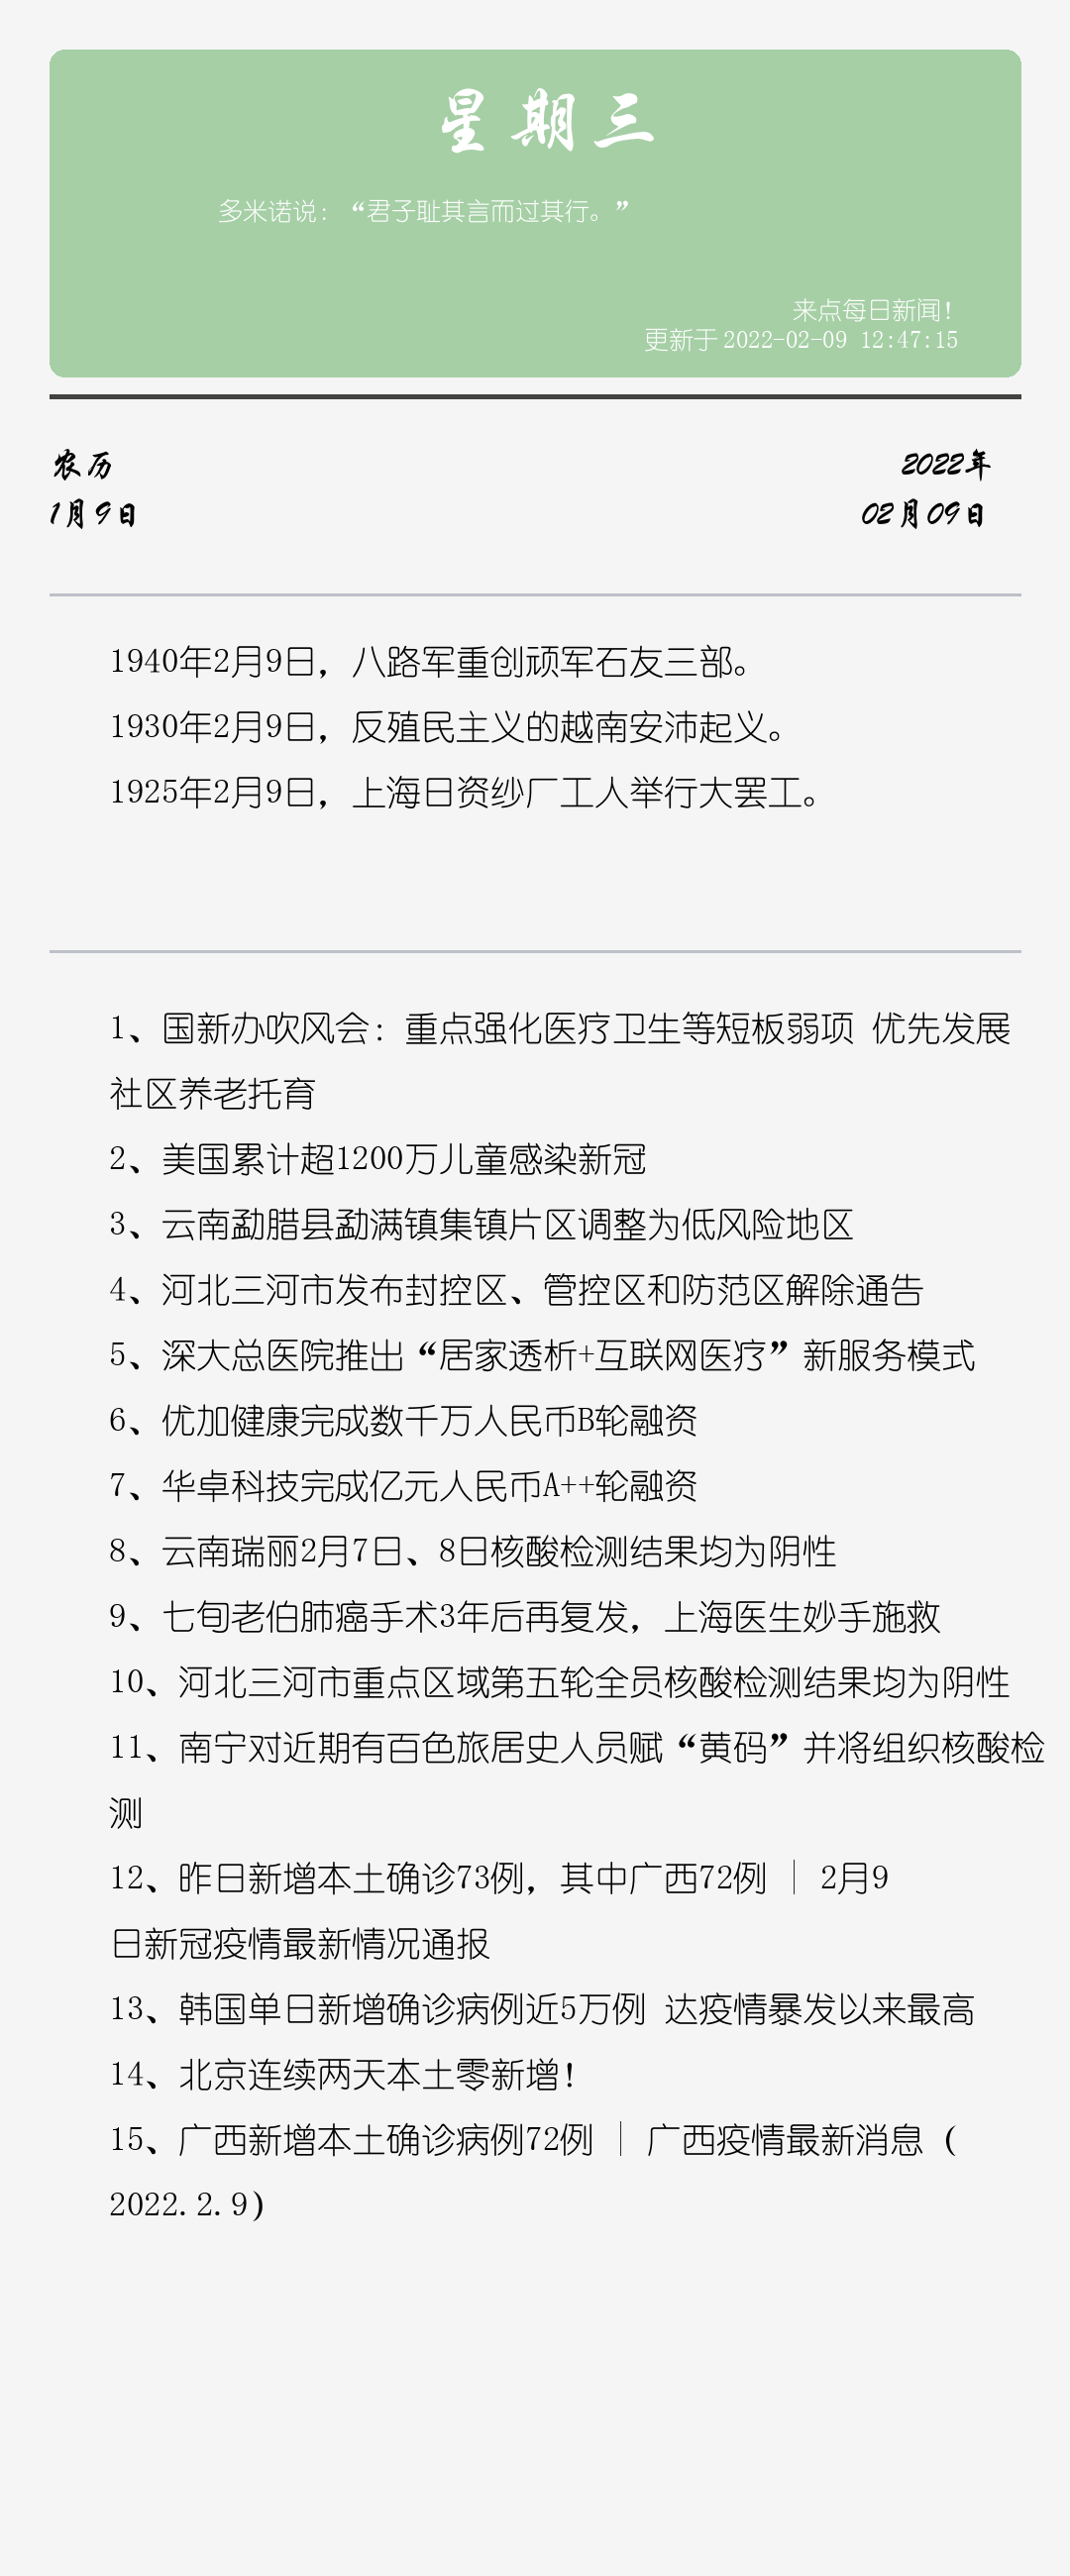 星期三
多米诺说：“君子耻其言而过其行。”
来点每日新闻！
更新于 2022-02-09 12:47:15
农历
2022年
1月9日
02月09日
1940年2月9日，八路军重创顽军石友三部。
1930年2月9日，反殖民主义的越南安沛起义。
1925年2月9日，上海日资纱厂工人举行大罢工。
1、国新办吹风会：重点强化医疗卫生等短板弱项 优先发展
社区养老托育
2、美国累计超1200万儿童感染新冠
3、云南勐腊县勐满镇集镇片区调整为低风险地区
4、河北三河市发布封控区、管控区和防范区解除通告
5、深大总医院推出“居家透析+互联网医疗”新服务模式
6、优加健康完成数千万人民币B轮融资
7、华卓科技完成亿元人民币A++轮融资
8、云南瑞丽2月7日、8日核酸检测结果均为阴性
9、七旬老伯肺癌手术3年后再复发，上海医生妙手施救
10、河北三河市重点区域第五轮全员核酸检测结果均为阴性
11、南宁对近期有百色旅居史人员赋“黄码”并将组织核酸检
测
12、昨日新增本土确诊73例，其中广西72例 | 2月9
日新冠疫情最新情况通报
13、韩国单日新增确诊病例近5万例 达疫情暴发以来最高
14、北京连续两天本土零新增！
15、广西新增本土确诊病例72例 | 广西疫情最新消息（
2022.2.9）